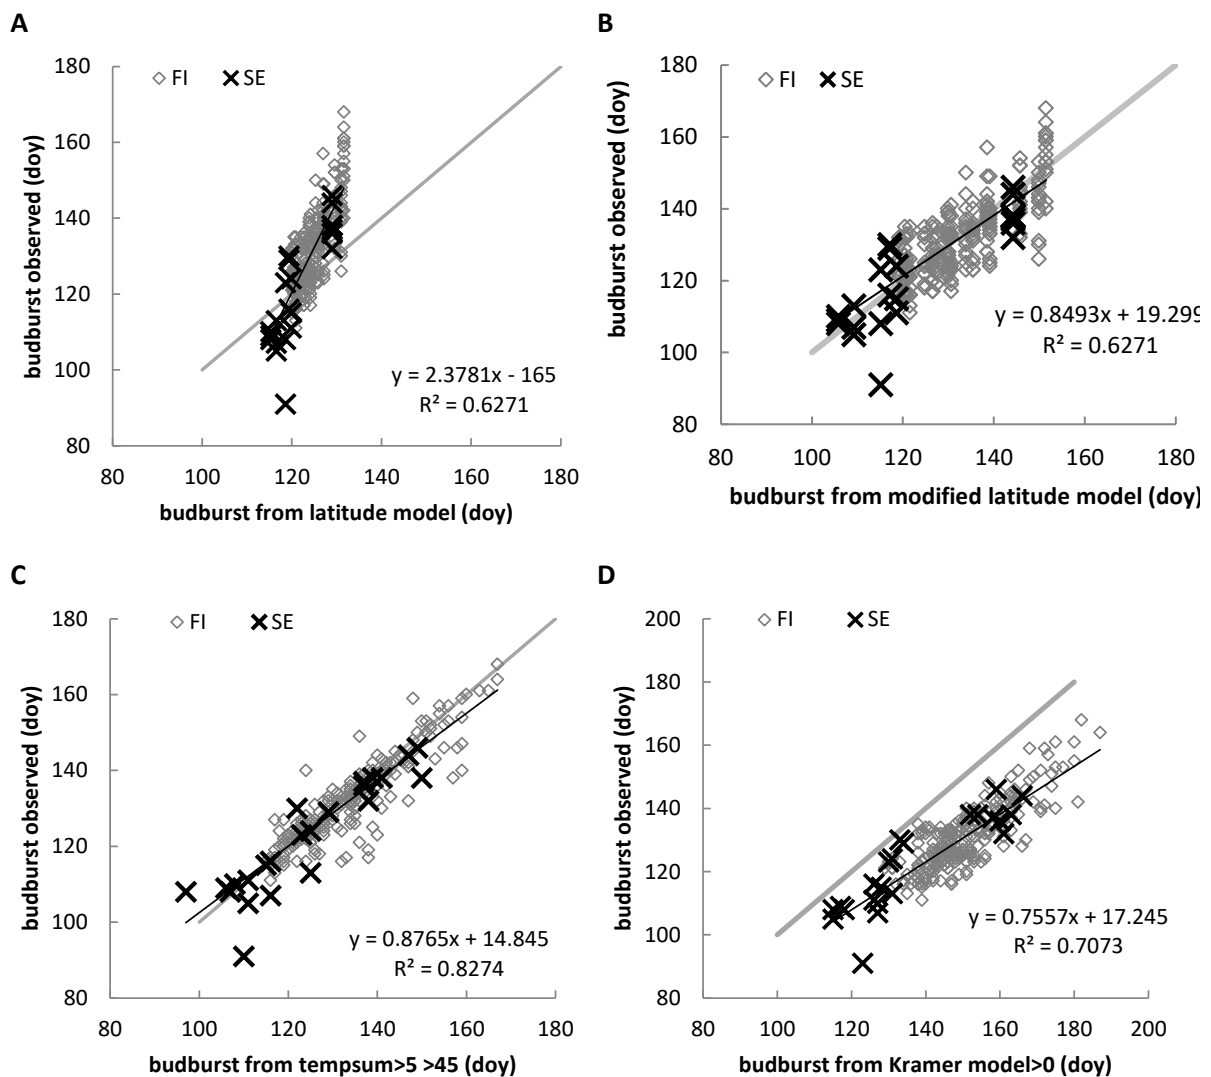 A
180
160
140
120
100
80
80 100 120 140 160 180
FI SE
budburst observed (doy)
y = 2.3781x - 165
R² = 0.6271
budburst from latitude model (doy)
B
180
160
140
120
100
80
80 100 120 140 160 180
FI SE
budburst observed (doy)
y = 0.8493x + 19.299
R² = 0.6271
budburst from modified latitude model (doy)
C
180
160
140
120
100
80
80 100 120 140 160 180
FI SE
budburst observed (doy)
y = 0.8765x + 14.845
R² = 0.8274
budburst from tempsum>5 >45 (doy)
D
200
180
160
140
120
100
80
80 100 120 140 160 180 200
FI SE
budburst observed (doy)
y = 0.7557x + 17.245
R² = 0.7073
budburst from Kramer model>0 (doy)